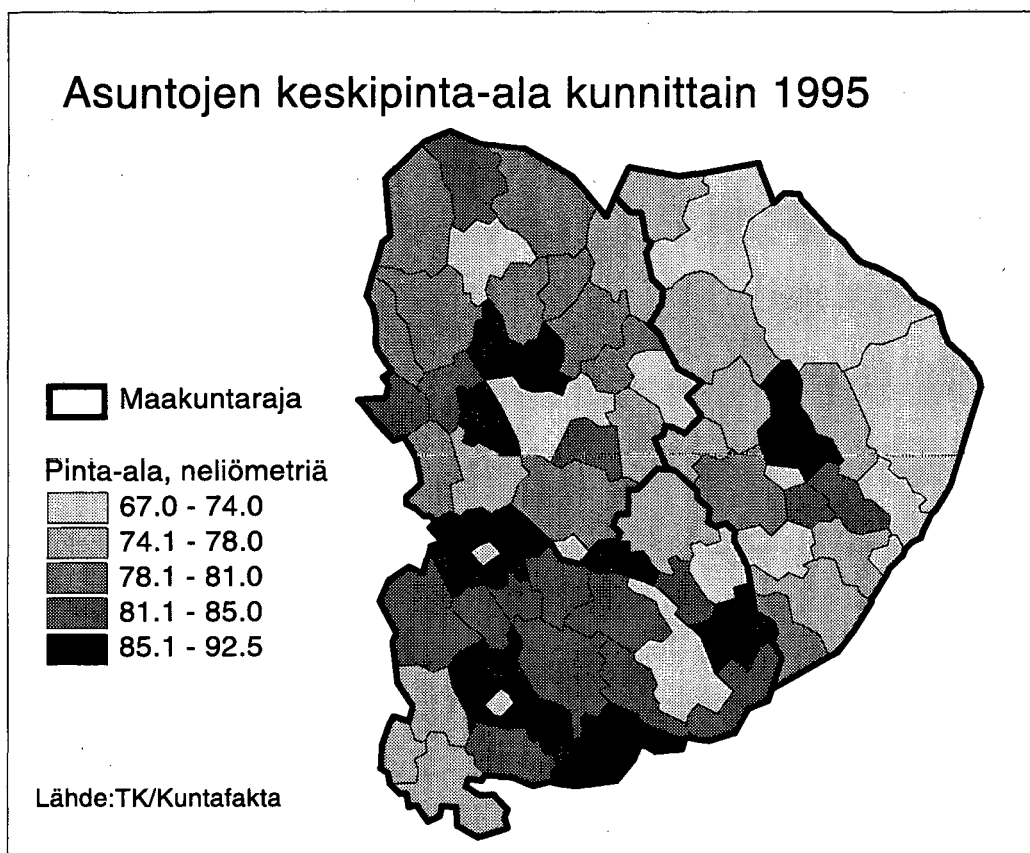 Asuntojen keskipinta-ala kunnittain 1995
Maakuntaraja
Pinta-ala, neliömetriä
67.0 - 74.0
74.1 - 78.0
78.1 - 81.0
81.1 - 85.0
85.1 - 92.5
Lähde:TK/Kuntafakta